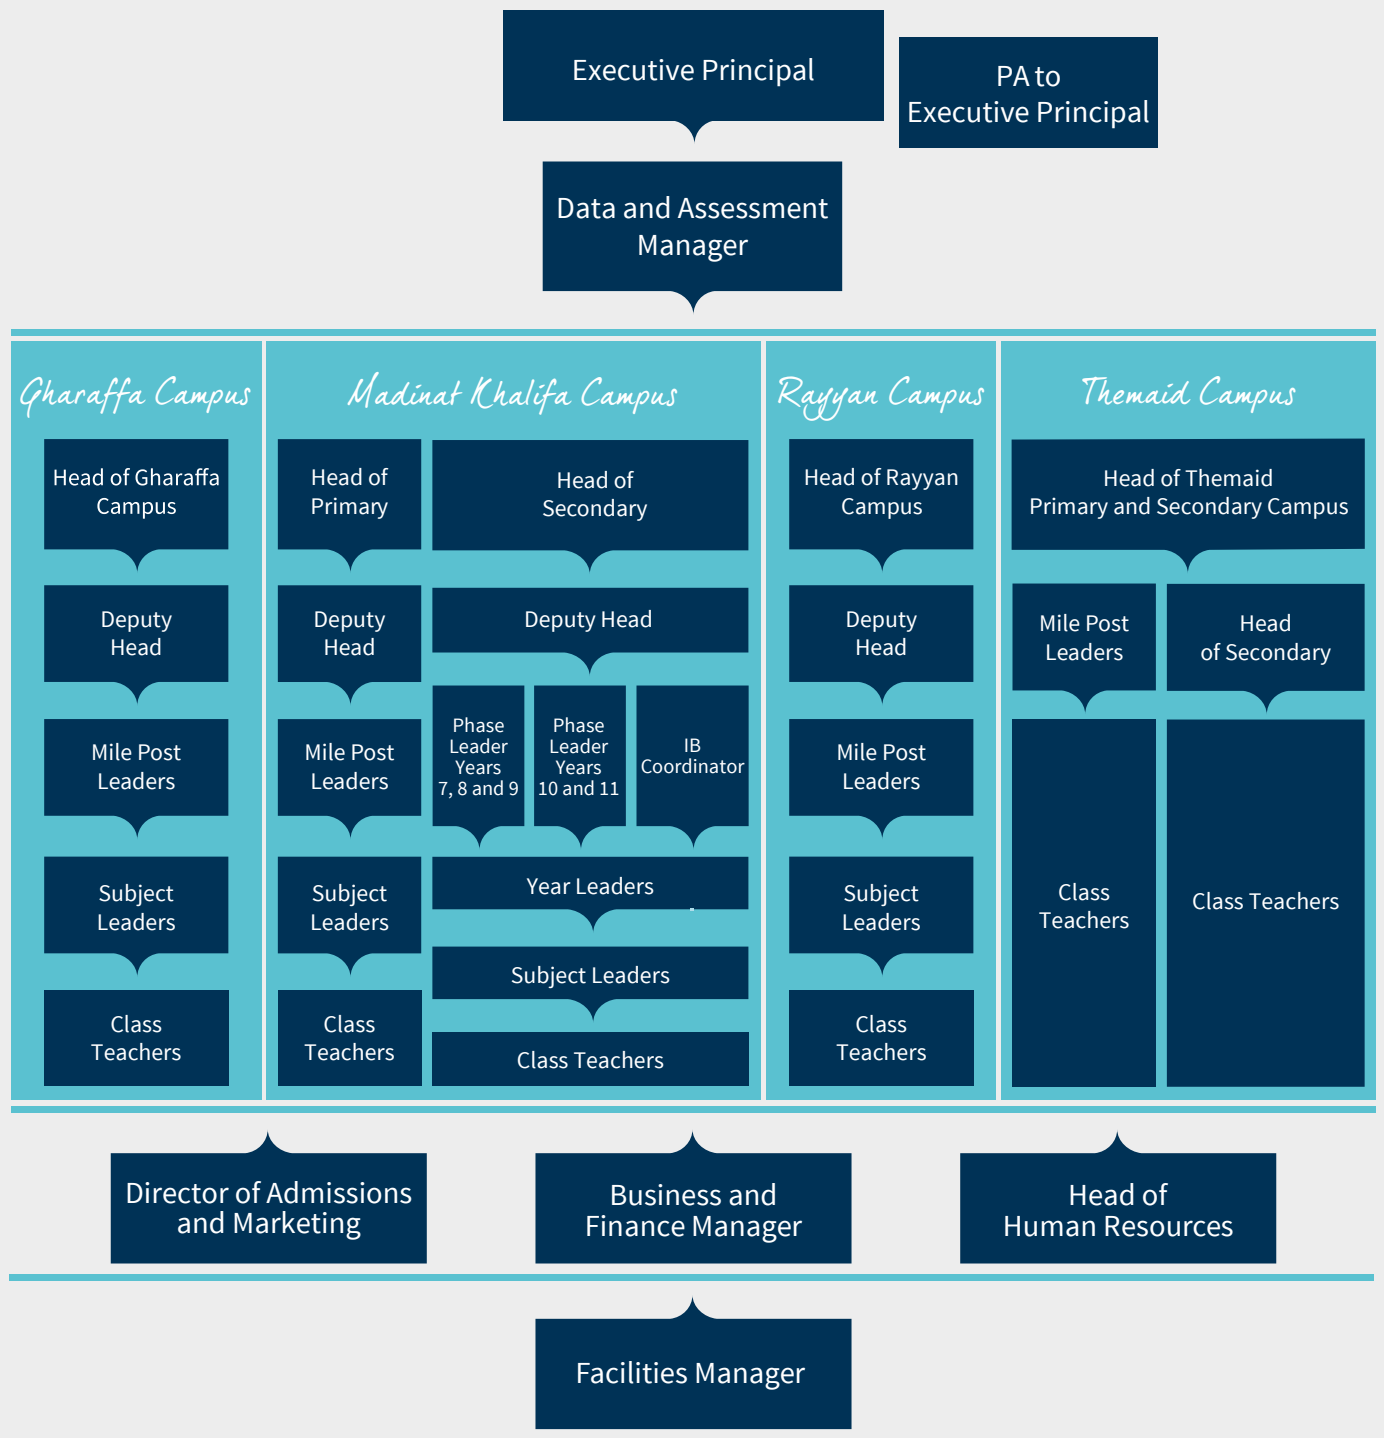 Executive Principal
PA to
Executive Principal
Data and Assessment
Manager
Gharaffa Campus
Head of Gharaffa
Campus
Deputy
Head
Mile Post
Leaders
Subject
Leaders
Class
Teachers
Madinat Khalifa Campus
Head of
Primary
Deputy
Head
Mile Post
Leaders
Subject
Leaders
Class
Teachers
Head of
Secondary
Deputy Head
Phase
Leader
Years
7, 8 and 9
Phase
Leader
Years
10 and 11
IB
Coordinator
Year Leaders
Subject Leaders
Class Teachers
Rayyan Campus
Head of Rayyan
Campus
Deputy
Head
Mile Post
Leaders
Subject
Leaders
Class
Teachers
Themaid Campus
Head of Themaid
Primary and Secondary Campus
Mile Post
Leaders
Class
Teachers
Head
of Secondary
Class Teachers
Director of Admissions
and Marketing
Business and
Finance Manager
Head of
Human Resources
Facilities Manager